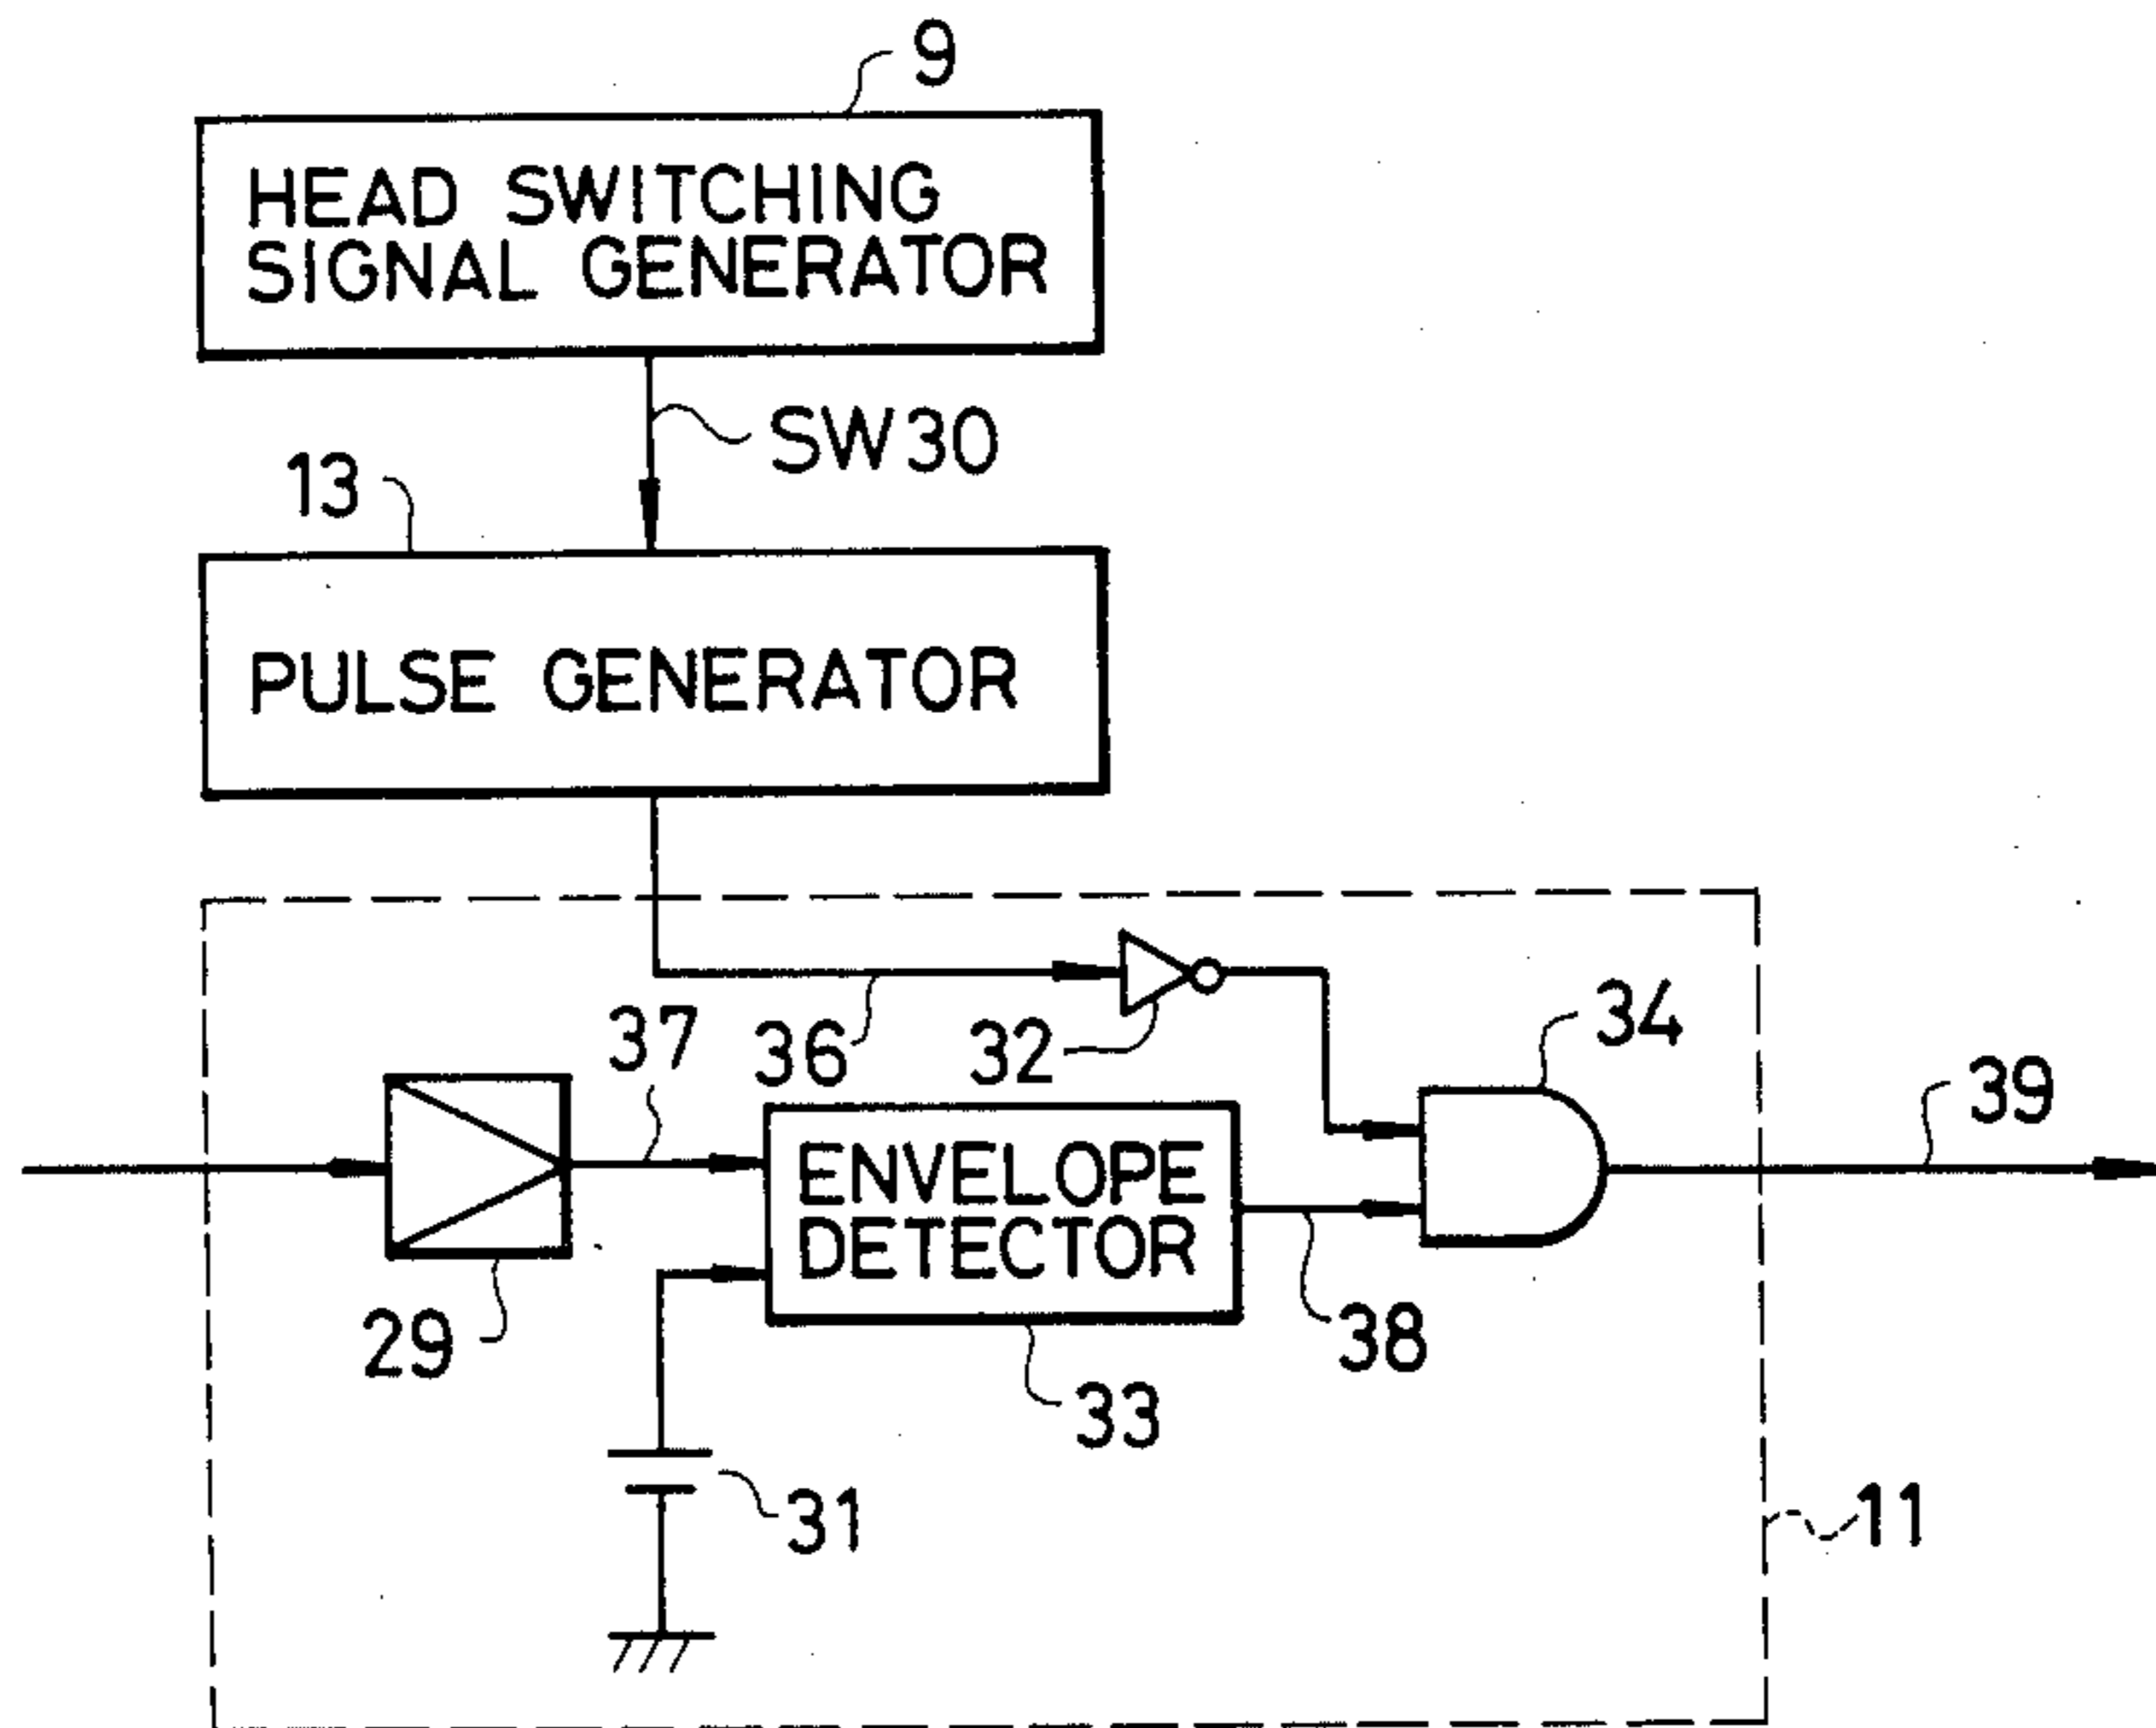 9
HEAD SWITCHING
SIGNAL GENERATOR
SW30
13
PULSE GENERATOR
37
36
32
34
39
ENVELOPE
DETECTOR
29
38
33
31
11